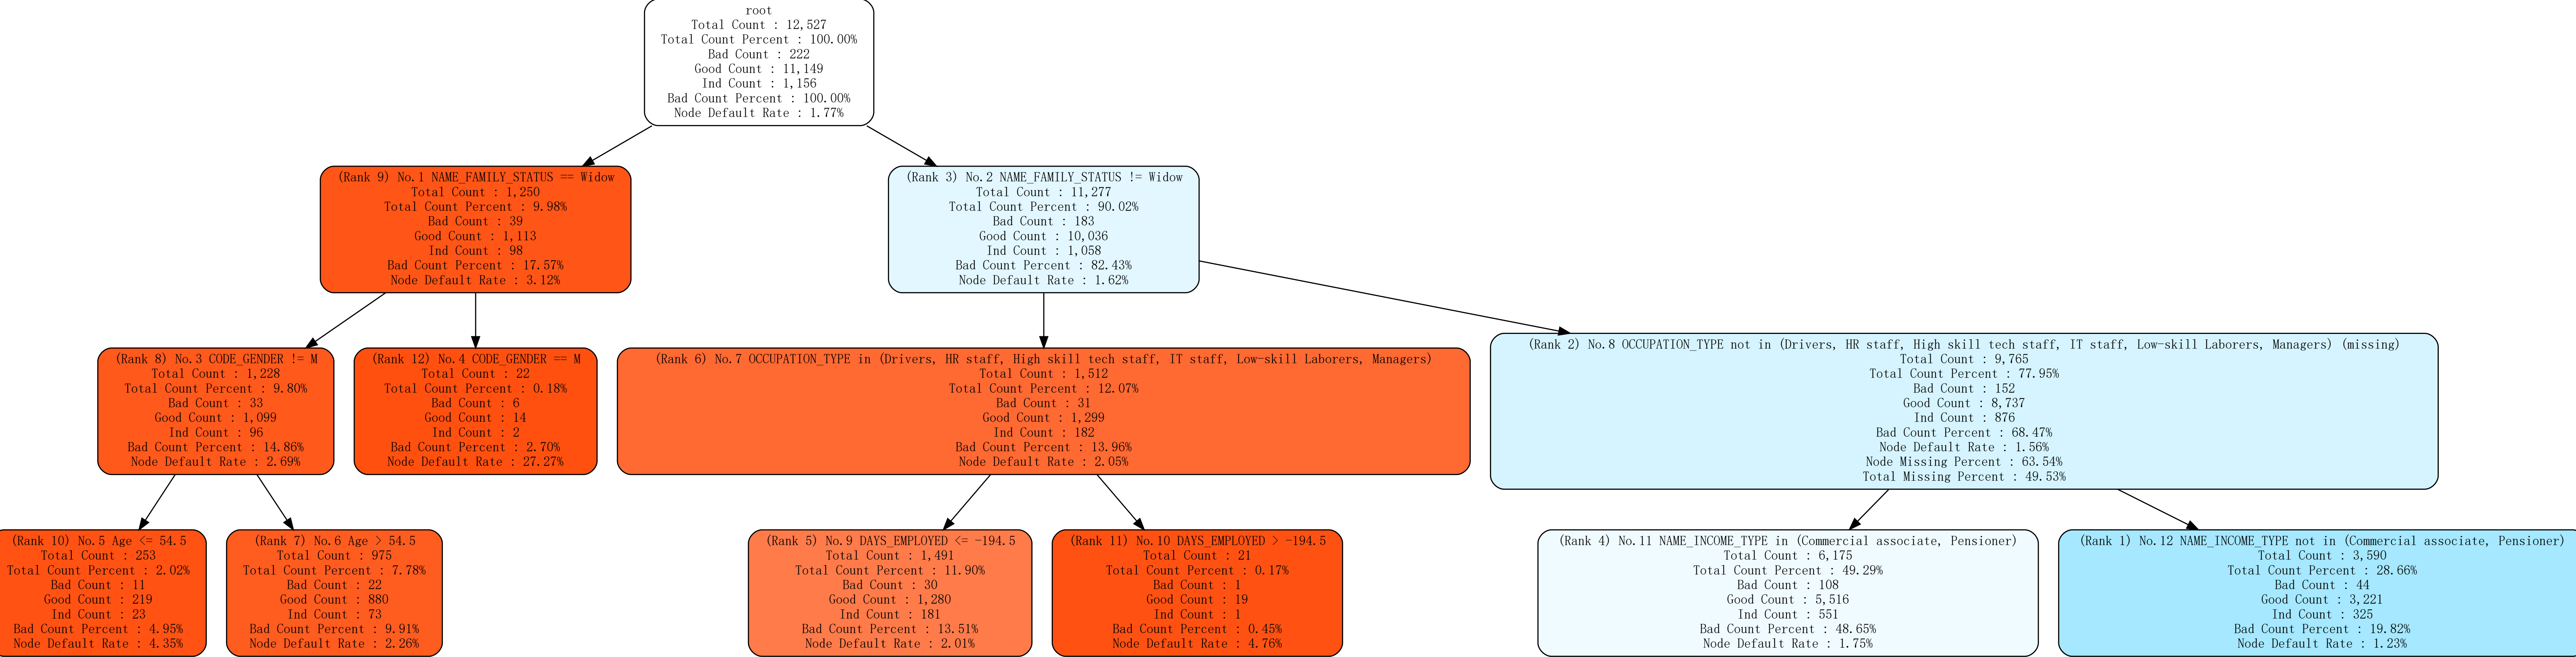 root
Total Count : 12,527
Total Count Percent : 100.00%
Bad Count : 222
Good Count : 11,149
Ind Count : 1,156
Bad Count Percent : 100.00%
Node Default Rate : 1.77%
(Rank 9) No.1 NAME_FAMILY_STATUS == Widow
Total Count : 1,250
Total Count Percent : 9.98%
Bad Count : 39
Good Count : 1,113
Ind Count : 98
Bad Count Percent : 17.57%
Node Default Rate : 3.12%
(Rank 3) No.2 NAME_FAMILY_STATUS != Widow
Total Count : 11,277
Total Count Percent : 90.02%
Bad Count : 183
Good Count : 10,036
Ind Count : 1,058
Bad Count Percent : 82.43%
Node Default Rate : 1.62%
(Rank 8) No.3 CODE_GENDER != M
Total Count : 1,228
Total Count Percent : 9.80%
Bad Count : 33
Good Count : 1,099
Ind Count : 96
Bad Count Percent : 14.86%
Node Default Rate : 2.69%
(Rank 12) No.4 CODE_GENDER == M
Total Count : 22
Total Count Percent : 0.18%
Bad Count : 6
Good Count : 14
Ind Count : 2
Bad Count Percent : 2.70%
Node Default Rate : 27.27%
(Rank 6) No.7 OCCUPATION_TYPE in (Drivers, HR staff, High skill tech staff, IT staff, Low-skill Laborers, Managers)
Total Count : 1,512
Total Count Percent : 12.07%
Bad Count : 31
Good Count : 1,299
Ind Count : 182
Bad Count Percent : 13.96%
Node Default Rate : 2.05%
(Rank 2) No.8 OCCUPATION_TYPE not in (Drivers, HR staff, High skill tech staff, IT staff, Low-skill Laborers, Managers) (missing)
Total Count : 9,765
Total Count Percent : 77.95%
Bad Count : 152
Good Count : 8,737
Ind Count : 876
Bad Count Percent : 68.47%
Node Default Rate : 1.56%
Node Missing Percent : 63.54%
Total Missing Percent : 49.53%
(Rank 10) No.5 Age <= 54.5
Total Count : 253
Total Count Percent : 2.02%
Bad Count : 11
Good Count : 219
Ind Count : 23
Bad Count Percent : 4.95%
Node Default Rate : 4.35%
(Rank 7) No.6 Age > 54.5
Total Count : 975
Total Count Percent : 7.78%
Bad Count : 22
Good Count : 880
Ind Count : 73
Bad Count Percent : 9.91%
Node Default Rate : 2.26%
(Rank 5) No.9 DAYS_EMPLOYED <= -194.5
Total Count : 1,491
Total Count Percent : 11.90%
Bad Count : 30
Good Count : 1,280
Ind Count : 181
Bad Count Percent : 13.51%
Node Default Rate : 2.01%
(Rank 11) No.10 DAYS_EMPLOYED > -194.5
Total Count : 21
Total Count Percent : 0.17%
Bad Count : 1
Good Count : 19
Ind Count : 1
Bad Count Percent : 0.45%
Node Default Rate : 4.76%
(Rank 4) No.11 NAME_INCOME_TYPE in (Commercial associate, Pensioner)
Total Count : 6,175
Total Count Percent : 49.29%
Bad Count : 108
Good Count : 5,516
Ind Count : 551
Bad Count Percent : 48.65%
Node Default Rate : 1.75%
(Rank 1) No.12 NAME_INCOME_TYPE not in (Commercial associate, Pensioner)
Total Count : 3,590
Total Count Percent : 28.66%
Bad Count : 44
Good Count : 3,221
Ind Count : 325
Bad Count Percent : 19.82%
Node Default Rate : 1.23%